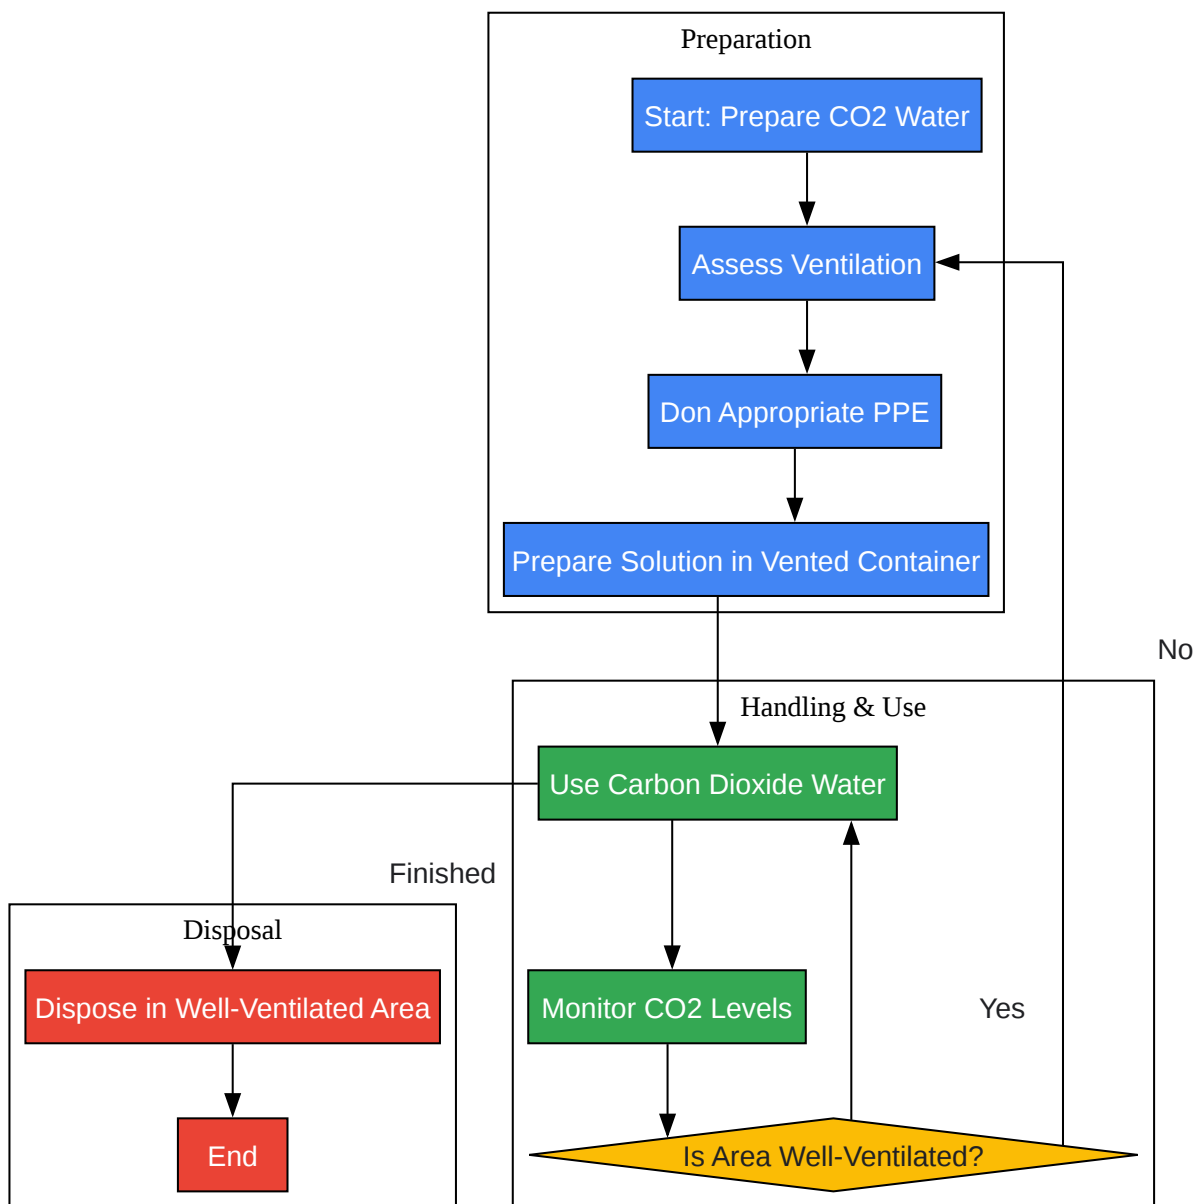 Preparation
Start: Prepare CO2 Water
Assess Ventilation
Don Appropriate PPE
Prepare Solution in Vented Container
No
Handling & Use
Use Carbon Dioxide Water
Finished
Disposal
Dispose in Well-Ventilated Area
Monitor CO2 Levels
Yes
End
Is Area Well-Ventilated?